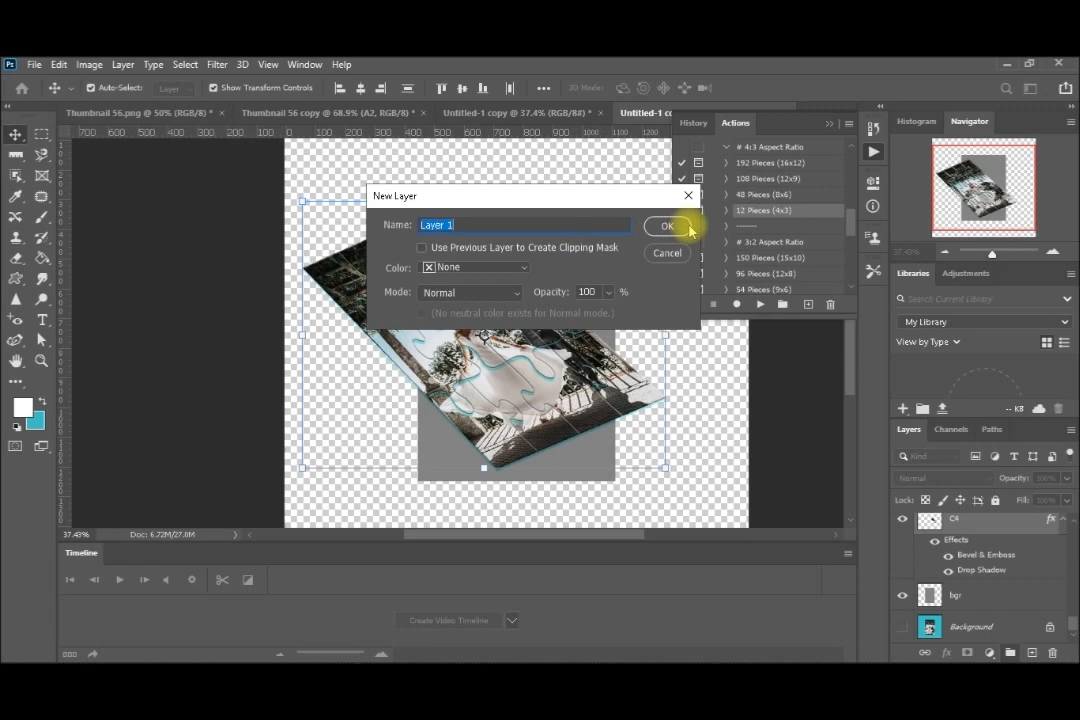 Ps File Edit Image Layer Type Select Filter 3D View Window Help
Auto-Select: Layer Show Transform Controls 3D Mode:
Thumbnail 56.png @ 50% (RGB/8) * × Thumbnail 56 copy @ 68.9% (A2, RGB/8) * × Untitled-1 copy @ 37.4% (RGB/8#) * × Untitled-1 co
700 600 500 400 300 200 100 0 100 200 300 400 500 600 700 800 900 1000 1100 1200
History Actions
# 4:3 Aspect Ratio
192 Pieces (16x12)
108 Pieces (12x9)
48 Pieces (8x6)
12 Pieces (4x3)
--------
# 3:2 Aspect Ratio
150 Pieces (15x10)
96 Pieces (12x8)
54 Pieces (9x6)
New Layer
Name: Layer 1
OK
Use Previous Layer to Create Clipping Mask
Cancel
Color: None
Mode: Normal Opacity: 100 %
(No neutral color exists for Normal mode.)
Histogram Navigator
37.43%
Libraries Adjustments
Search Current Library
My Library
View by Type
-- KB
Layers Channels Paths
Kind
Normal Opacity: 100%
Lock: Fill: 100%
C4 fx
Effects
Bevel & Emboss
Drop Shadow
bgr
Background
fx
37.43% Doc: 6.72M/27.0M
Timeline
Create Video Timeline